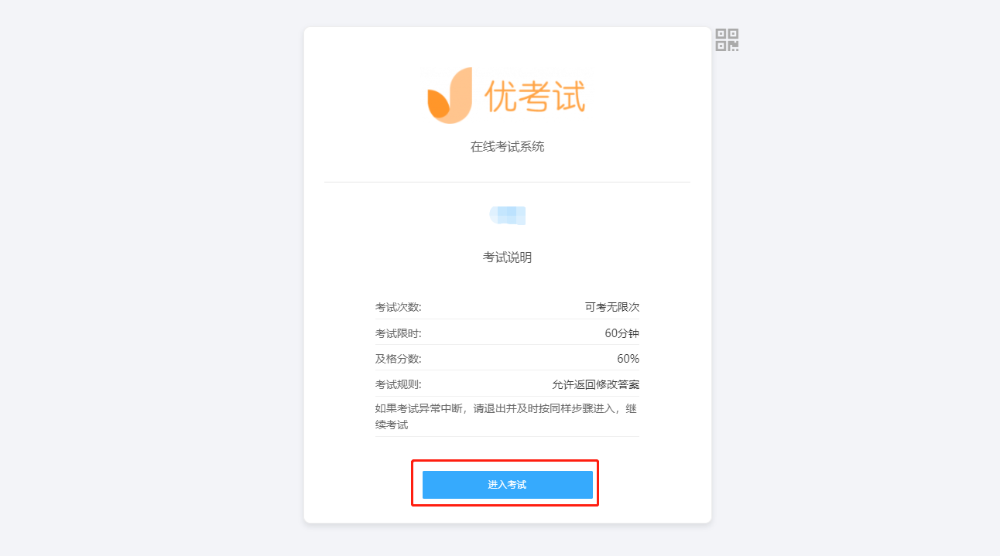 优考试
在线考试系统
考试说明
考试次数: 可考无限次
考试限时: 60分钟
及格分数: 60%
考试规则: 允许返回修改答案
如果考试异常中断，请退出并及时按同样步骤进入，继
续考试
进入考试